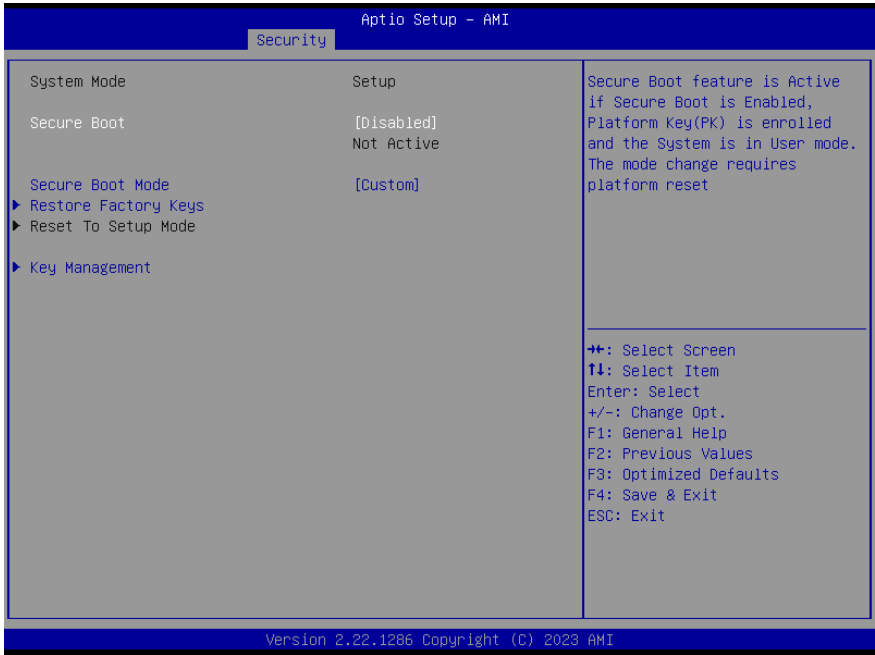 Aptio Setup – AMI
Security
System Mode Setup
Secure Boot [Disabled]
Not Active
Secure Boot Mode [Custom]
▶ Restore Factory Keys
▶ Reset To Setup Mode
▶ Key Management
Secure Boot feature is Active
if Secure Boot is Enabled,
Platform Key(PK) is enrolled
and the System is in User mode.
The mode change requires
platform reset
→←: Select Screen
↑↓: Select Item
Enter: Select
+/-: Change Opt.
F1: General Help
F2: Previous Values
F3: Optimized Defaults
F4: Save & Exit
ESC: Exit
Version 2.22.1286 Copyright (C) 2023 AMI